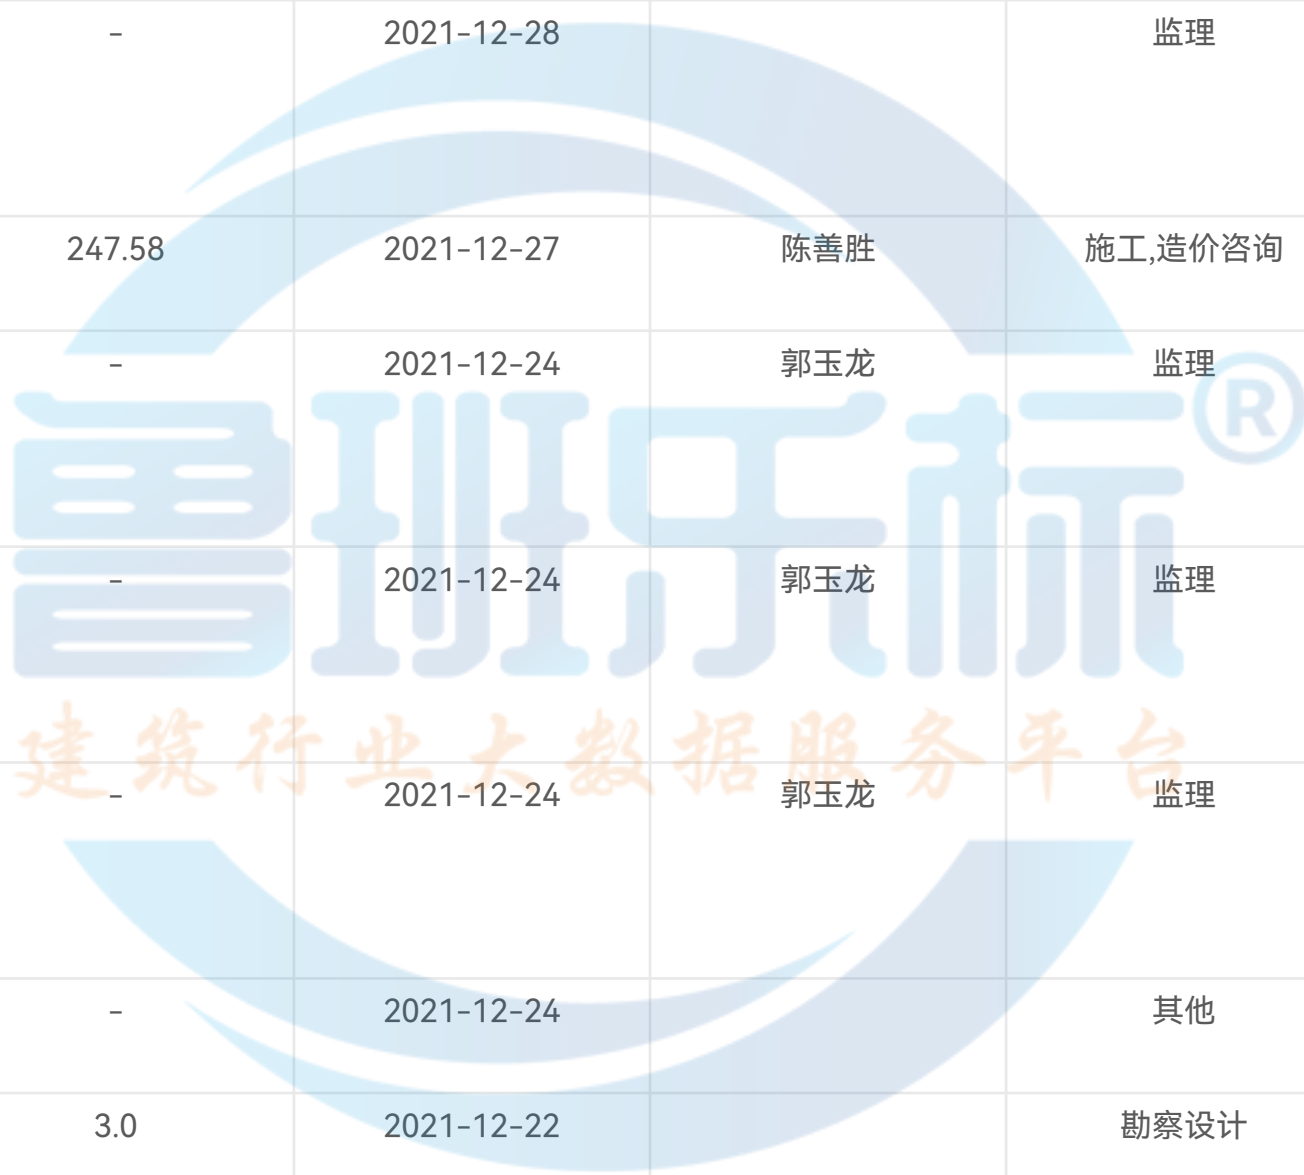 - 2021-12-28 监理
247.58 2021-12-27 陈善胜 施工,造价咨询
- 2021-12-24 郭玉龙 监理
鲁班乐标®
- 2021-12-24 郭玉龙 监理
建筑行业大数据服务平台
- 2021-12-24 郭玉龙 监理
- 2021-12-24 其他
3.0 2021-12-22 勘察设计